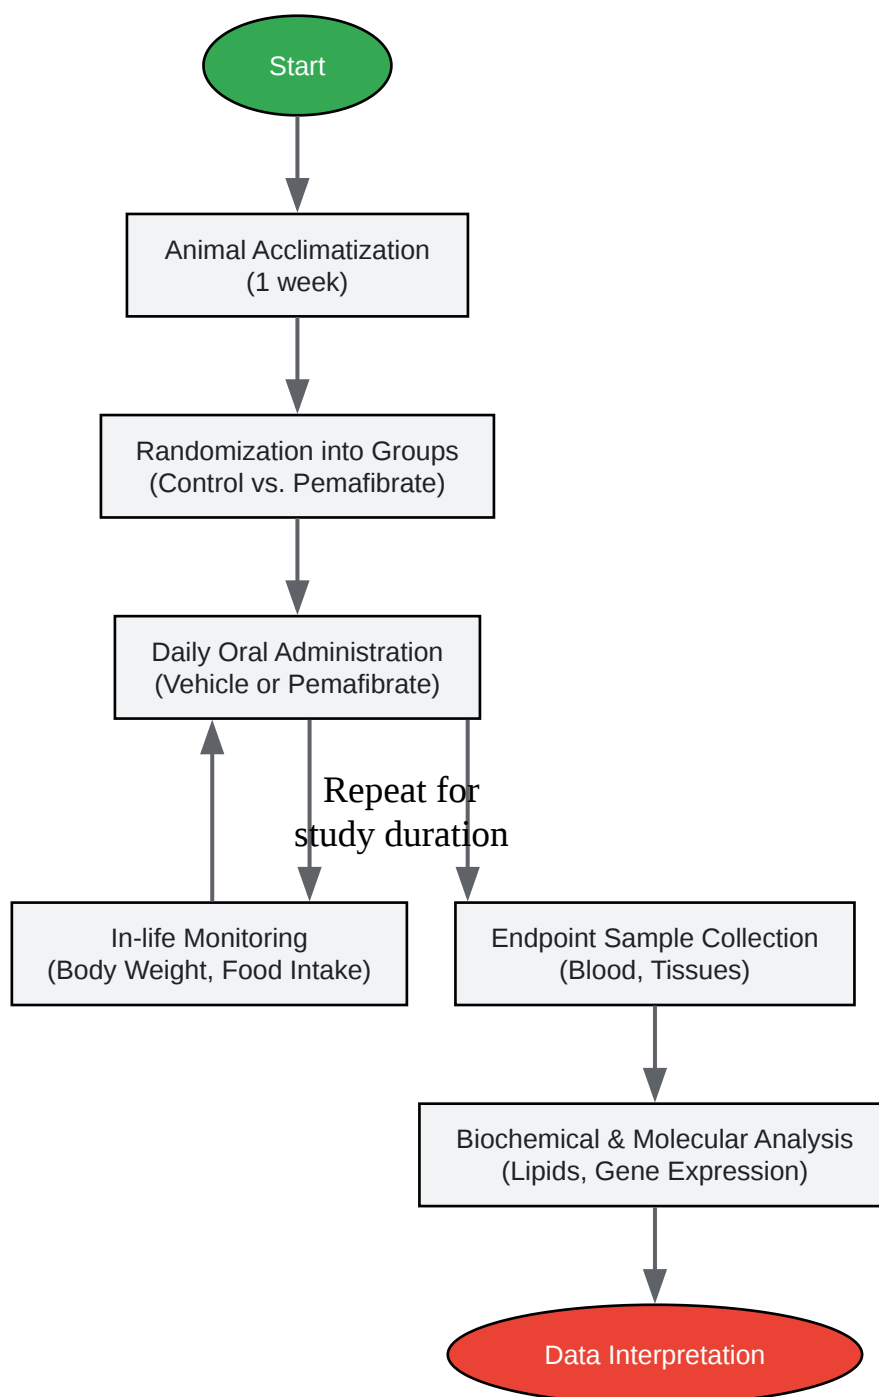 Start
Animal Acclimatization
(1 week)
Randomization into Groups
(Control vs. Pemafibrate)
Daily Oral Administration
(Vehicle or Pemafibrate)
Repeat for
study duration
In-life Monitoring
(Body Weight, Food Intake)
Endpoint Sample Collection
(Blood, Tissues)
Biochemical & Molecular Analysis
(Lipids, Gene Expression)
Data Interpretation